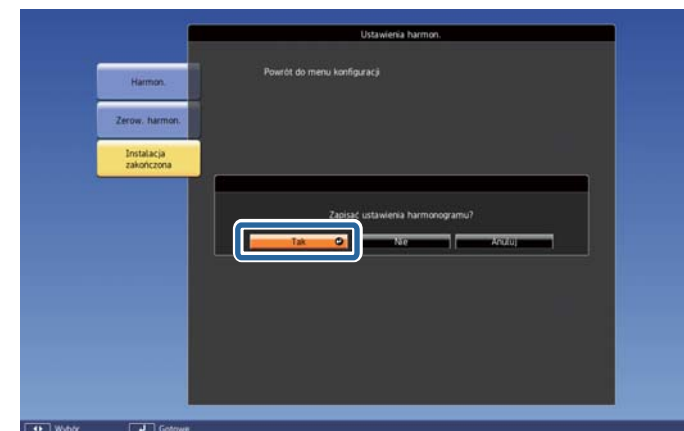 Ustawienia harmon.
Powrót do menu konfiguracji
Harmon.
Zerow. harmon.
Instalacja
zakończona
Zapisać ustawienia harmonogramu?
Tak Nie Anuluj
Wybór Gotowe